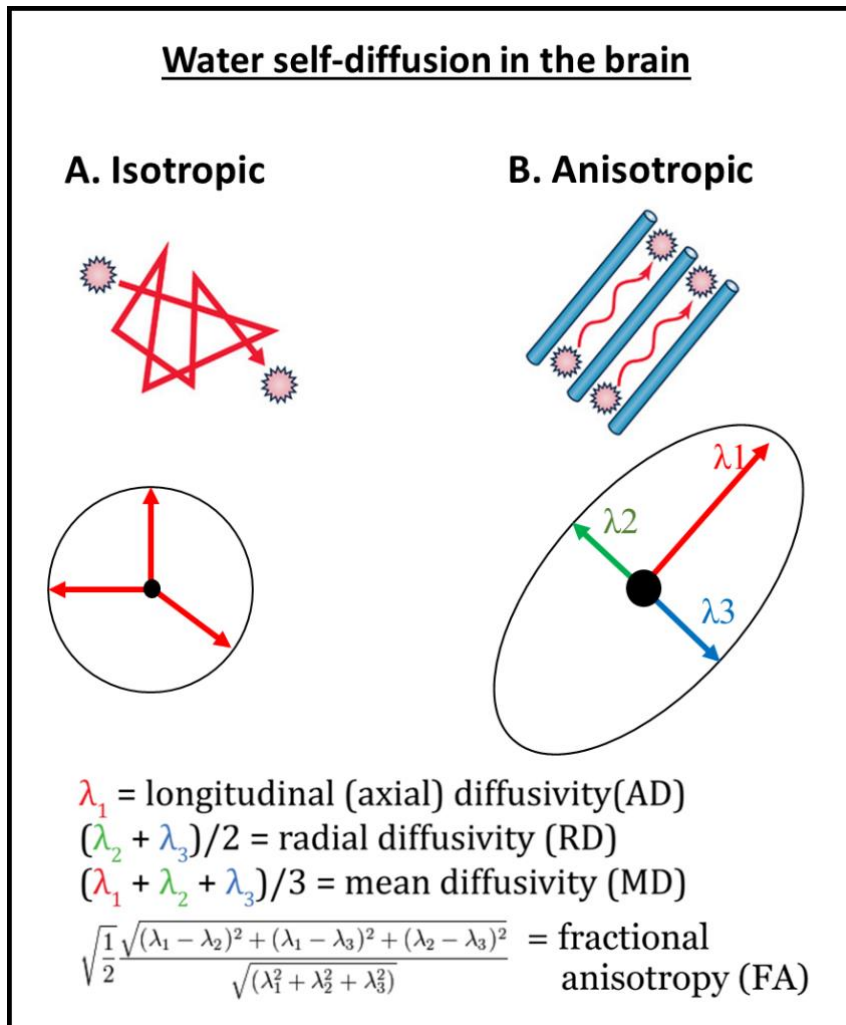 Water self-diffusion in the brain
A. Isotropic
B. Anisotropic
λ1
λ2
λ3
λ₁ = longitudinal (axial) diffusivity(AD)
(λ₂ + λ₃)/2 = radial diffusivity (RD)
(λ₁ + λ₂ + λ₃)/3 = mean diffusivity (MD)
√(1/2) √((λ₁ − λ₂)² + (λ₁ − λ₃)² + (λ₂ − λ₃)²) / √((λ₁² + λ₂² + λ₃²)) = fractional
anisotropy (FA)